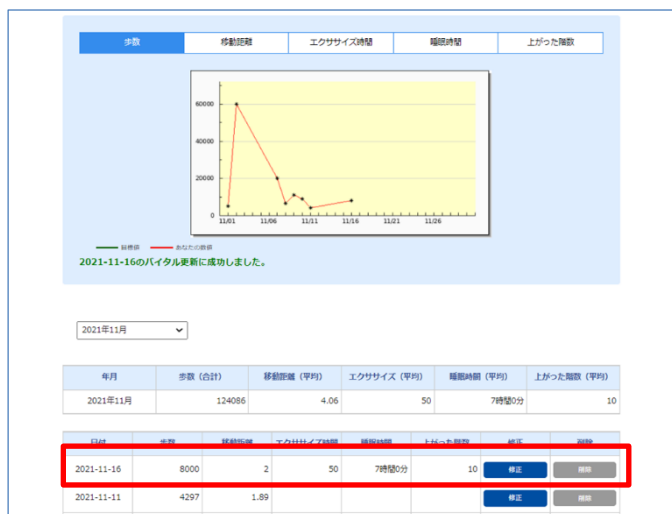 歩数 移動距離 エクササイズ時間 睡眠時間 上がった階数
60000
40000
20000
0
11/01 11/06 11/11 11/16 11/21 11/26
目標値 あなたの数値
2021-11-16のバイタル更新に成功しました。
2021年11月
年月 歩数（合計） 移動距離（平均） エクササイズ（平均） 睡眠時間（平均） 上がった階数（平均）
2021年11月 124086 4.06 50 7時間0分 10
日付 歩数 移動距離 エクササイズ時間 睡眠時間 上がった階数 修正 削除
2021-11-16 8000 2 50 7時間0分 10 修正 削除
2021-11-11 4297 1.89 修正 削除